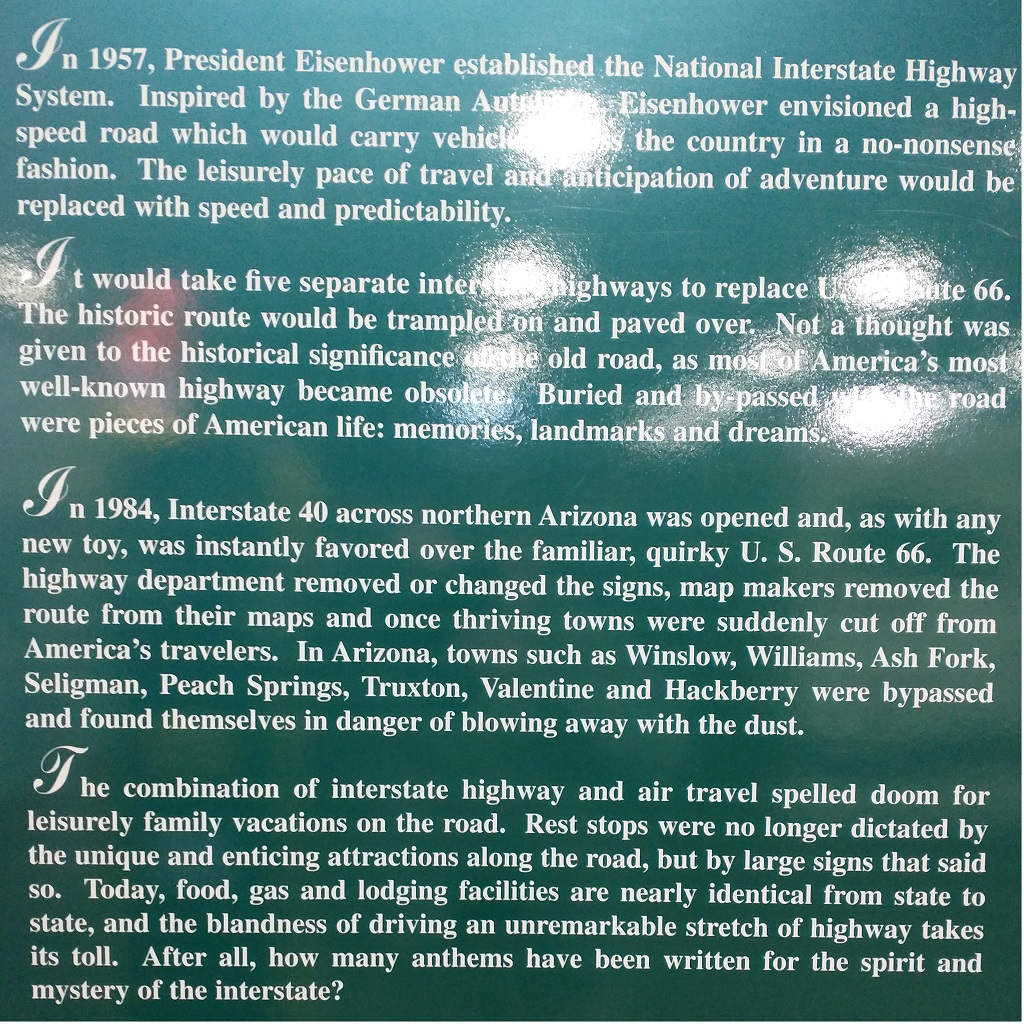 In 1957, President Eisenhower established the National Interstate Highway
System. Inspired by the German Eisenhower envisioned a high-
speed road which would carry the country in a no-nonsense
fashion. The leisurely pace of travel and anticipation of adventure would be
replaced with speed and predictability.
It would take five separate highways to replace U. Route 66.
The historic route would be trampled on and paved over. Not a thought was
given to the historical significance of the old road, as most of America's most
well-known highway became obsolete. Buried and by-passed with the road
were pieces of American life: memories, landmarks and dreams.
In 1984, Interstate 40 across northern Arizona was opened and, as with any
new toy, was instantly favored over the familiar, quirky U. S. Route 66. The
highway department removed or changed the signs, map makers removed the
route from their maps and once thriving towns were suddenly cut off from
America's travelers. In Arizona, towns such as Winslow, Williams, Ash Fork,
Seligman, Peach Springs, Truxton, Valentine and Hackberry were bypassed
and found themselves in danger of blowing away with the dust.
The combination of interstate highway and air travel spelled doom for
leisurely family vacations on the road. Rest stops were no longer dictated by
the unique and enticing attractions along the road, but by large signs that said
so. Today, food, gas and lodging facilities are nearly identical from state to
state, and the blandness of driving an unremarkable stretch of highway takes
its toll. After all, how many anthems have been written for the spirit and
mystery of the interstate?